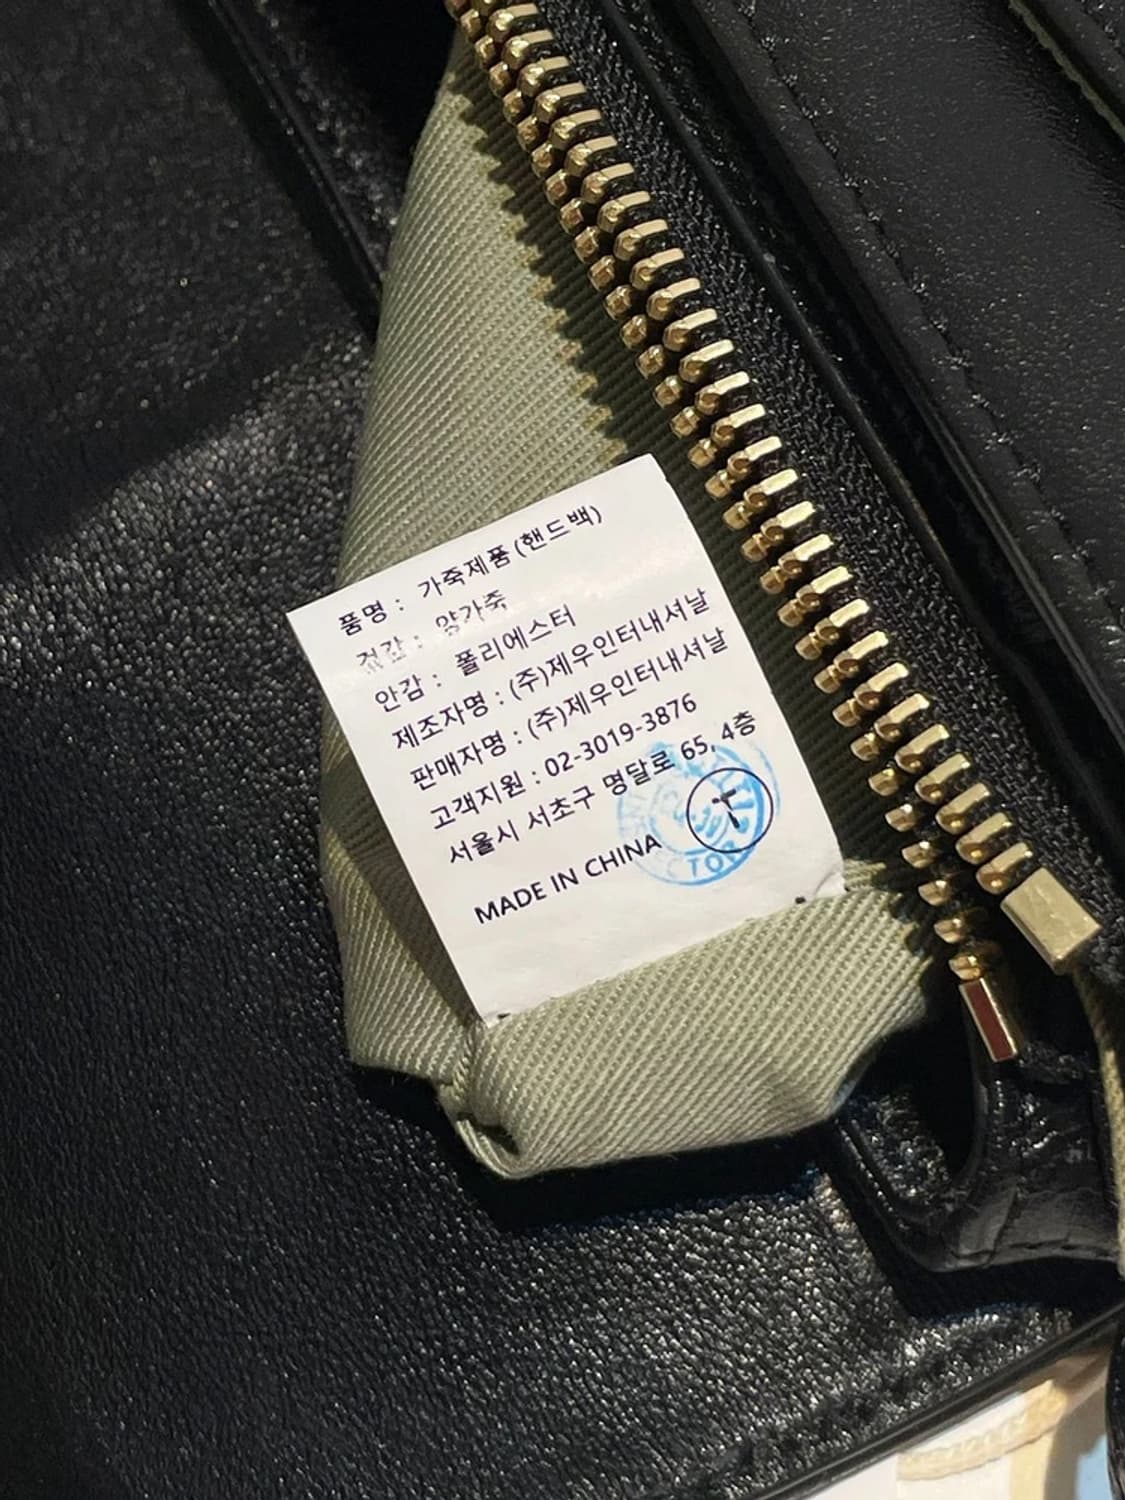 품명 : 가죽제품 (핸드백)
겉감 : 양가죽
안감 : 폴리에스터
제조자명 : (주)제우인터내셔날
판매자명 : (주)제우인터내셔날
고객지원 : 02-3019-3876
서울시 서초구 명달로 65, 4층
MADE IN CHINA